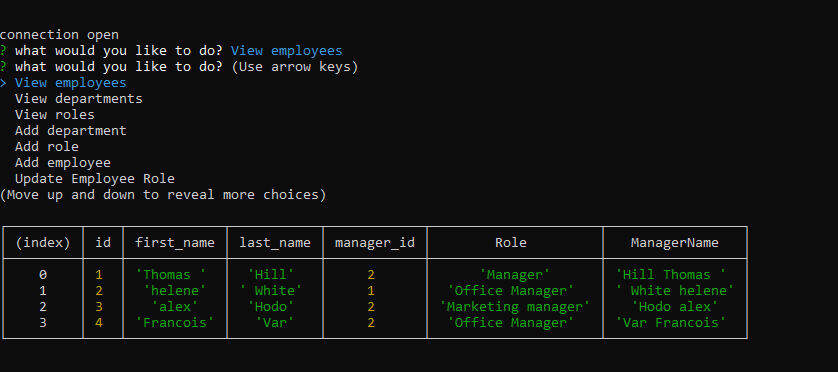 connection open
? what would you like to do? View employees
? what would you like to do? (Use arrow keys)
> View employees
View departments
View roles
Add department
Add role
Add employee
Update Employee Role
(Move up and down to reveal more choices)
(index) id first_name last_name manager_id Role ManagerName
0 1 'Thomas ' 'Hill' 2 'Manager' 'Hill Thomas '
1 2 'helene' ' White' 1 'Office Manager' ' White helene'
2 3 'alex' 'Hodo' 2 'Marketing manager' 'Hodo alex'
3 4 'Francois' 'Var' 2 'Office Manager' 'Var Francois'